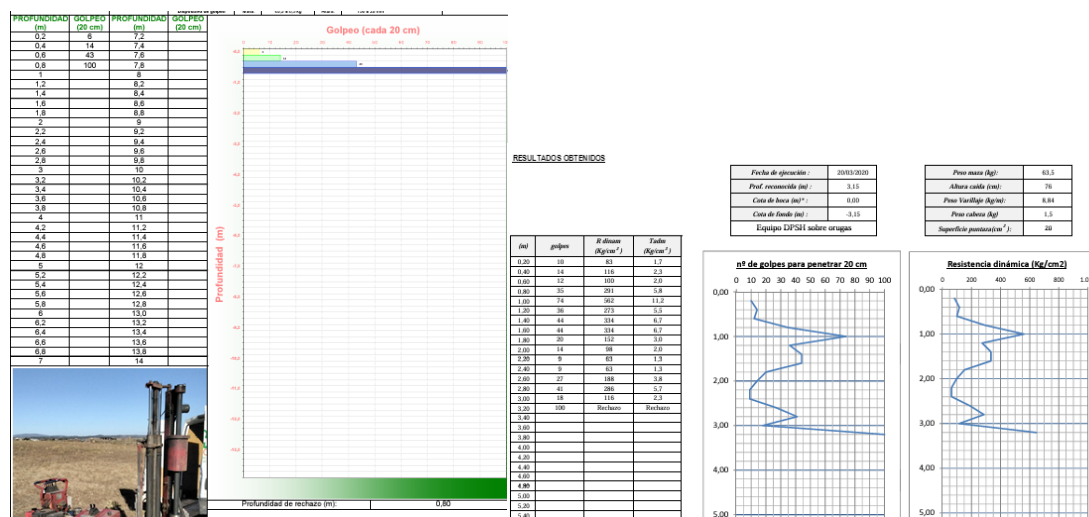 PROFUNDIDAD (m) GOLPEO (20 cm) PROFUNDIDAD (m) GOLPEO (20 cm)
0,2 6 7,2
0,4 14 7,4
0,6 43 7,6
0,8 100 7,8
1 8
1,2 8,2
1,4 8,4
1,6 8,6
1,8 8,8
2 9
2,2 9,2
2,4 9,4
2,6 9,6
2,8 9,8
3 10
3,2 10,2
3,4 10,4
3,6 10,6
3,8 10,8
4 11
4,2 11,2
4,4 11,4
4,6 11,6
4,8 11,8
5 12
5,2 12,2
5,4 12,4
5,6 12,6
5,8 12,8
6 13,0
6,2 13,2
6,4 13,4
6,6 13,6
6,8 13,8
7 14
Golpeo (cada 20 cm)
Profundidad (m)
Profundidad de rechazo (m): 0,80
RESULTADOS OBTENIDOS
(m) golpes R dinam (Kg/cm²) Tadm (Kg/cm²)
0,20 10 83 1,7
0,40 14 116 2,3
0,60 12 100 2,0
0,80 35 291 5,8
1,00 74 562 11,2
1,20 36 273 5,5
1,40 44 334 6,7
1,60 44 334 6,7
1,80 20 152 3,0
2,00 14 98 2,0
2,20 9 63 1,3
2,40 9 63 1,3
2,60 27 188 3,8
2,80 41 286 5,7
3,00 18 116 2,3
3,20 100 Rechazo Rechazo
3,40
3,60
3,80
4,00
4,20
4,40
4,60
4,80
5,00
5,20
5,40
Fecha de ejecución : 20/03/2020
Prof. reconocida (m) : 3,15
Cota de boca (m)* : 0,00
Cota de fondo (m) : -3,15
Equipo DPSH sobre orugas
Peso maza (kg): 63,5
Altura caida (cm): 76
Peso Varillaje (kg/m): 8,84
Peso cabeza (kg) 1,5
Superficie puntaza(cm²): 20
nº de golpes para penetrar 20 cm
0 10 20 30 40 50 60 70 80 90 100
0,00
1,00
2,00
3,00
4,00
5,00
Resistencia dinámica (Kg/cm2)
0 200 400 600 800
0,00
1,00
2,00
3,00
4,00
5,00